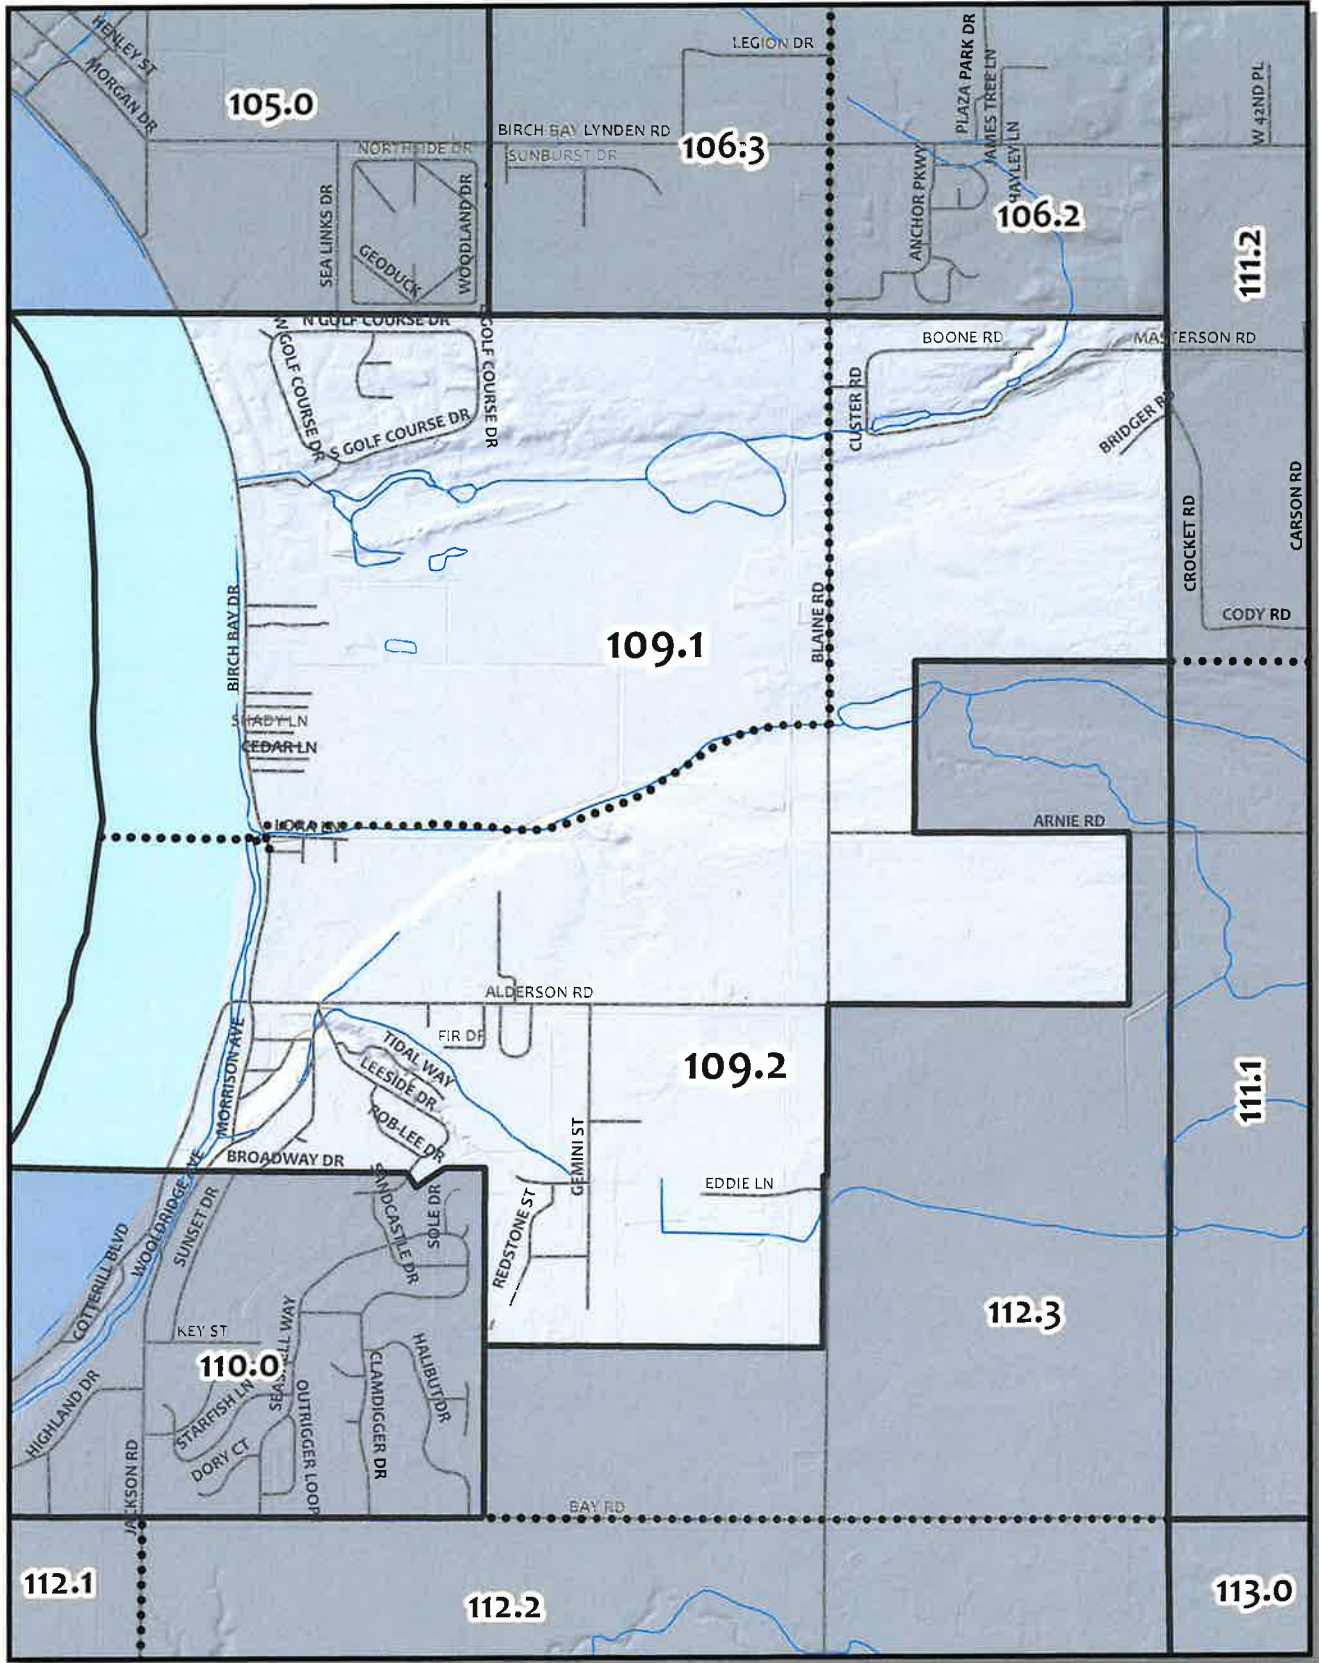 HENLEY ST
MORGAN DR
105.0
LEGION DR
PLAZA PARK DR
JAMES TREE LN
W 42ND PL
BIRCH BAY LYNDEN RD
106.3
NORTHSIDE DR
SUNBURST DR
HAYLEY LN
ANCHOR PKWY
106.2
SEA LINKS DR
WOODLAND DR
GEODUCK
111.2
N GOLF COURSE DR
W GOLF COURSE DR
GOLF COURSE DR
S GOLF COURSE DR
BOONE RD
MASTERSON RD
CUSTER RD
BRIDGER RD
CROCKET RD
CARSON RD
BIRCH BAY DR
BLAINE RD
CODY RD
109.1
SHADY LN
CEDAR LN
LORA LN
ARNIE RD
ALDERSON RD
MORRISON AVE
FIR DR
TIDAL WAY
LEESIDE DR
ROB-LEE DR
109.2
111.1
GEMINI ST
BROADWAY DR
WOOLDRIDGE AVE
SANDCASTLE DR
EDDIE LN
SUNSET DR
SOLE DR
REDSTONE ST
COTTERILL BLVD
112.3
KEY ST
110.0
SEASHELL WAY
HALIBUT DR
CLAMDIGGER DR
HIGHLAND DR
STARFISH LN
OUTRIGGER LOOP
DORY CT
JACKSON RD
BAY RD
112.1
112.2
113.0